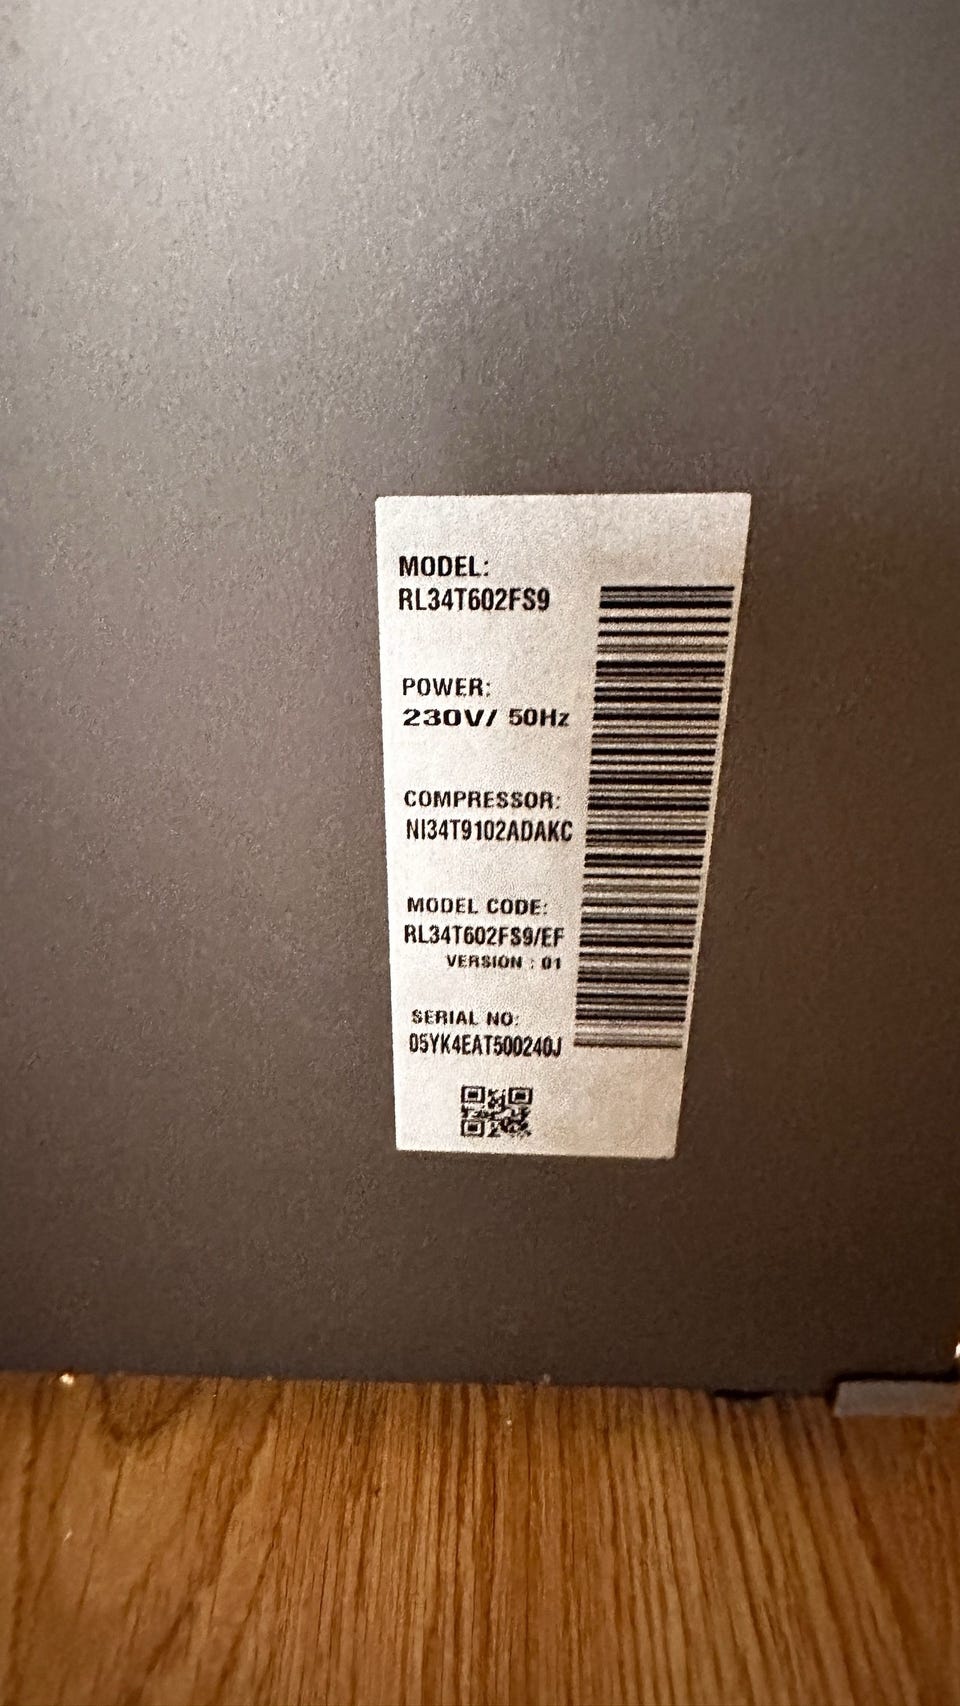 MODEL:
RL34T602FS9
POWER:
230V/ 50Hz
COMPRESSOR:
NI34T9102ADAKC
MODEL CODE:
RL34T602FS9/EF
VERSION : 01
SERIAL NO:
05YK4EAT500240J